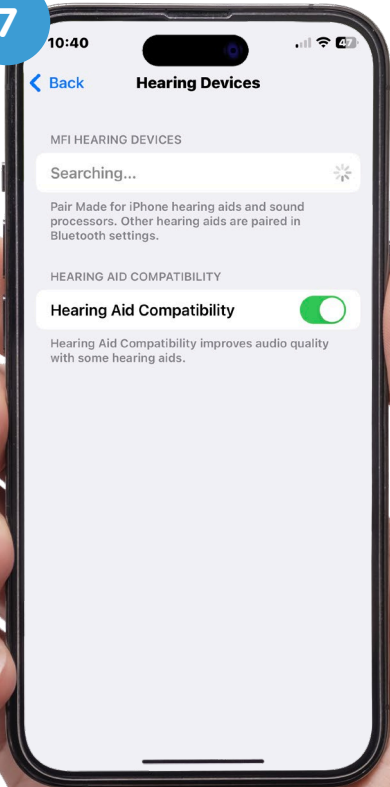 7
10:40
47
Back
Hearing Devices
MFI HEARING DEVICES
Searching...
Pair Made for iPhone hearing aids and sound
processors. Other hearing aids are paired in
Bluetooth settings.
HEARING AID COMPATIBILITY
Hearing Aid Compatibility
Hearing Aid Compatibility improves audio quality
with some hearing aids.